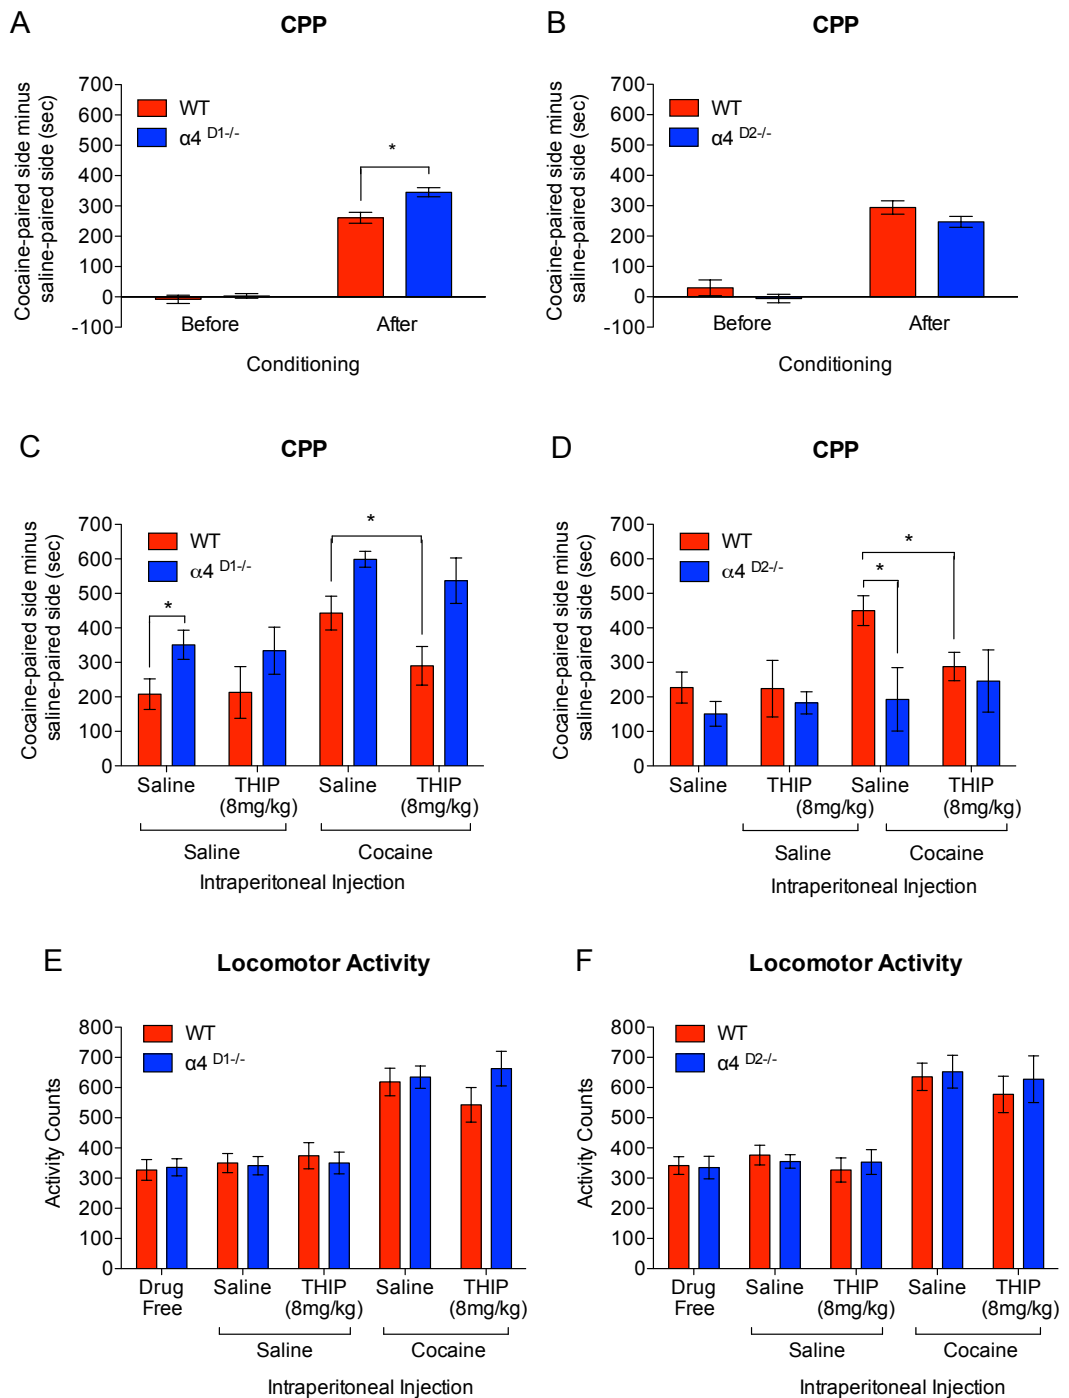 A
CPP
Cocaine-paired side minus
saline-paired side (sec)
700
600
500
400
300
200
100
0
-100
WT
α4 D1-/-
*
Before
After
Conditioning
B
CPP
Cocaine-paired side minus
saline-paired side (sec)
700
600
500
400
300
200
100
0
-100
WT
α4 D2-/-
Before
After
Conditioning
C
CPP
Cocaine-paired side minus
saline-paired side (sec)
700
600
500
400
300
200
100
0
WT
α4 D1-/-
*
*
Saline
THIP
(8mg/kg)
Saline
THIP
(8mg/kg)
Saline
Cocaine
Intraperitoneal Injection
D
CPP
Cocaine-paired side minus
saline-paired side (sec)
700
600
500
400
300
200
100
0
WT
α4 D2-/-
*
*
Saline
THIP
(8mg/kg)
Saline
THIP
(8mg/kg)
Saline
Cocaine
Intraperitoneal Injection
E
Locomotor Activity
Activity Counts
800
700
600
500
400
300
200
100
0
WT
α4 D1-/-
Drug
Free
Saline
THIP
(8mg/kg)
Saline
THIP
(8mg/kg)
Saline
Cocaine
Intraperitoneal Injection
F
Locomotor Activity
Activity Counts
800
700
600
500
400
300
200
100
0
WT
α4 D2-/-
Drug
Free
Saline
THIP
(8mg/kg)
Saline
THIP
(8mg/kg)
Saline
Cocaine
Intraperitoneal Injection